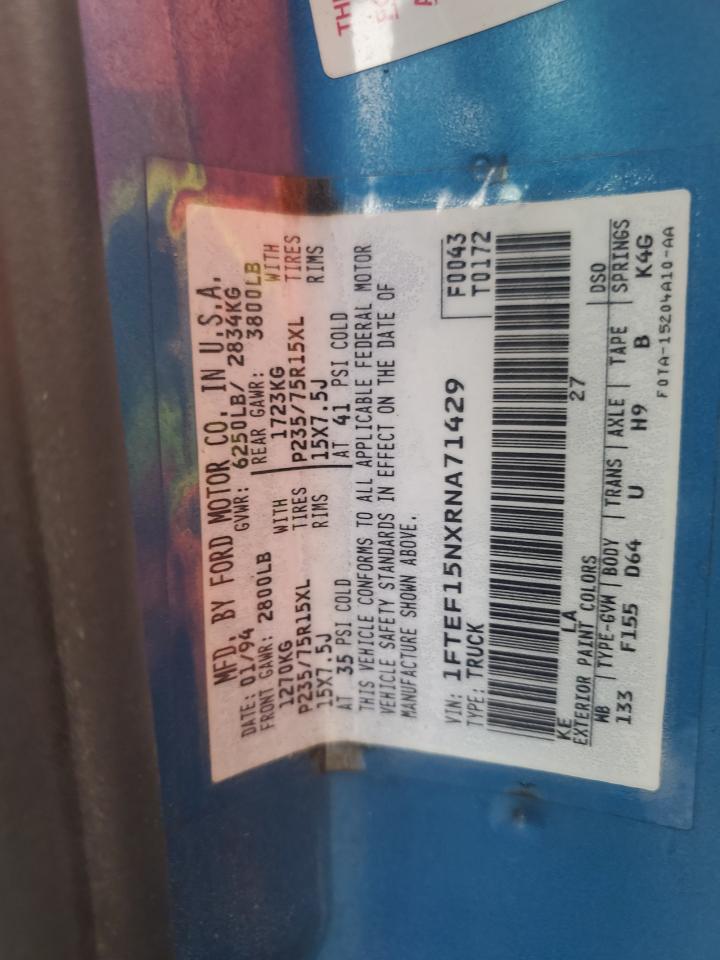 MFD. BY FORD MOTOR CO. IN U.S.A.
DATE: 01/94 GVWR: 6250LB/ 2834KG
FRONT GAWR: 2800LB REAR GAWR: 3800LB
1270KG WITH 1723KG WITH
P235/75R15XL TIRES P235/75R15XL TIRES
15X7.5J RIMS 15X7.5J RIMS
AT 35 PSI COLD AT 41 PSI COLD
THIS VEHICLE CONFORMS TO ALL APPLICABLE FEDERAL MOTOR
VEHICLE SAFETY STANDARDS IN EFFECT ON THE DATE OF
MANUFACTURE SHOWN ABOVE.
VIN: 1FTEF15NXRNA71429 F0043
TYPE: TRUCK T0172
KE LA 27
EXTERIOR PAINT COLORS DSO
WB TYPE-GVW BODY TRANS AXLE TAPE SPRINGS
133 F155 D64 U H9 B K4G
F0TA-15204A10-AA